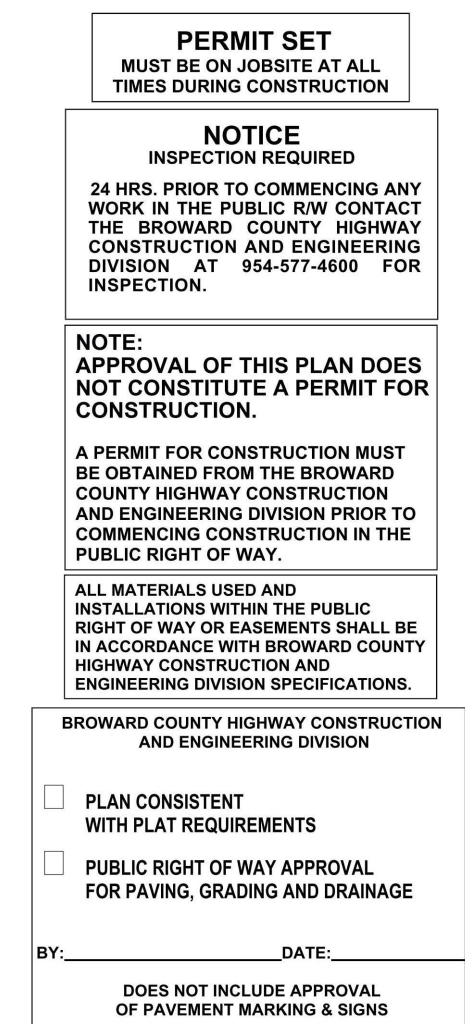 PERMIT SET
MUST BE ON JOBSITE AT ALL
TIMES DURING CONSTRUCTION
NOTICE
INSPECTION REQUIRED
24 HRS. PRIOR TO COMMENCING ANY
WORK IN THE PUBLIC R/W CONTACT
THE BROWARD COUNTY HIGHWAY
CONSTRUCTION AND ENGINEERING
DIVISION AT 954-577-4600 FOR
INSPECTION.
NOTE:
APPROVAL OF THIS PLAN DOES
NOT CONSTITUTE A PERMIT FOR
CONSTRUCTION.
A PERMIT FOR CONSTRUCTION MUST
BE OBTAINED FROM THE BROWARD
COUNTY HIGHWAY CONSTRUCTION
AND ENGINEERING DIVISION PRIOR TO
COMMENCING CONSTRUCTION IN THE
PUBLIC RIGHT OF WAY.
ALL MATERIALS USED AND
INSTALLATIONS WITHIN THE PUBLIC
RIGHT OF WAY OR EASEMENTS SHALL BE
IN ACCORDANCE WITH BROWARD COUNTY
HIGHWAY CONSTRUCTION AND
ENGINEERING DIVISION SPECIFICATIONS.
BROWARD COUNTY HIGHWAY CONSTRUCTION
AND ENGINEERING DIVISION
PLAN CONSISTENT
WITH PLAT REQUIREMENTS
PUBLIC RIGHT OF WAY APPROVAL
FOR PAVING, GRADING AND DRAINAGE
BY: DATE:
DOES NOT INCLUDE APPROVAL
OF PAVEMENT MARKING & SIGNS